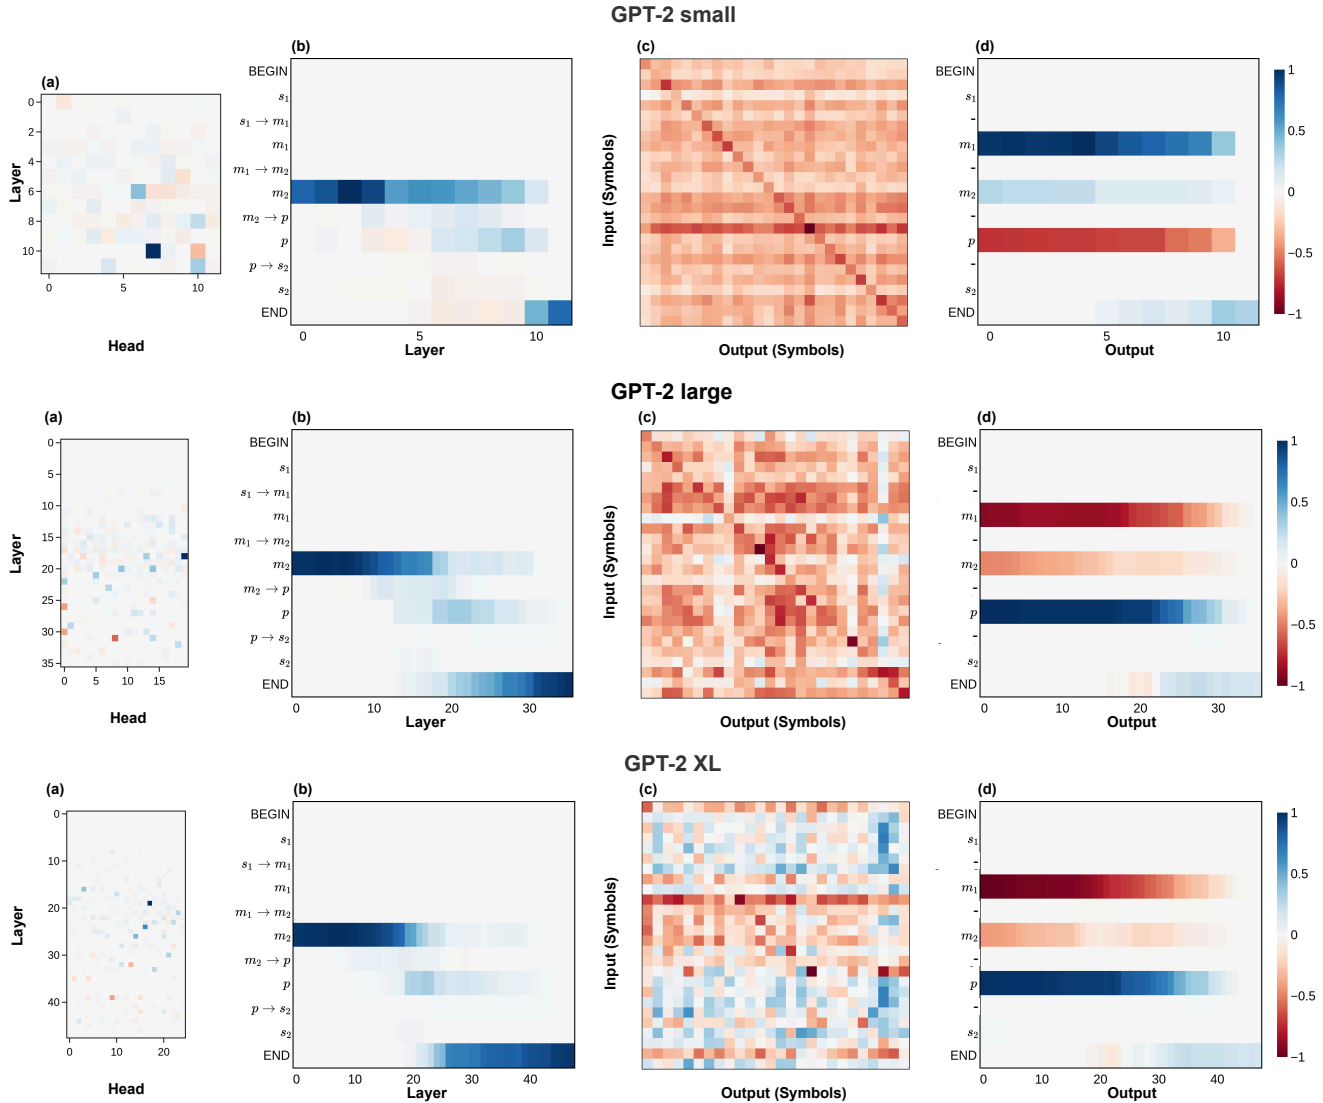 GPT-2 small
(a)
Layer
0
2
4
6
8
10
0 5 10
Head
(b)
BEGIN
s₁
s₁ → m₁
m₁
m₁ → m₂
m₂
m₂ → p
p
p → s₂
s₂
END
0 5 10
Layer
(c)
Input (Symbols)
Output (Symbols)
(d)
BEGIN
s₁
-
m₁
-
m₂
-
p
-
s₂
END
0 5 10
Output
1
0.5
0
−0.5
−1
GPT-2 large
(a)
Layer
0
5
10
15
20
25
30
35
0 5 10 15
Head
(b)
BEGIN
s₁
s₁ → m₁
m₁
m₁ → m₂
m₂
m₂ → p
p
p → s₂
s₂
END
0 10 20 30
Layer
(c)
Input (Symbols)
Output (Symbols)
(d)
BEGIN
s₁
-
m₁
-
m₂
-
p
-
s₂
END
0 10 20 30
Output
1
0.5
0
−0.5
−1
GPT-2 XL
(a)
Layer
0
10
20
30
40
0 10 20
Head
(b)
BEGIN
s₁
s₁ → m₁
m₁
m₁ → m₂
m₂
m₂ → p
p
p → s₂
s₂
END
0 10 20 30 40
Layer
(c)
Input (Symbols)
Output (Symbols)
(d)
BEGIN
s₁
-
m₁
-
m₂
-
p
-
s₂
END
0 10 20 30 40
Output
1
0.5
0
−0.5
−1